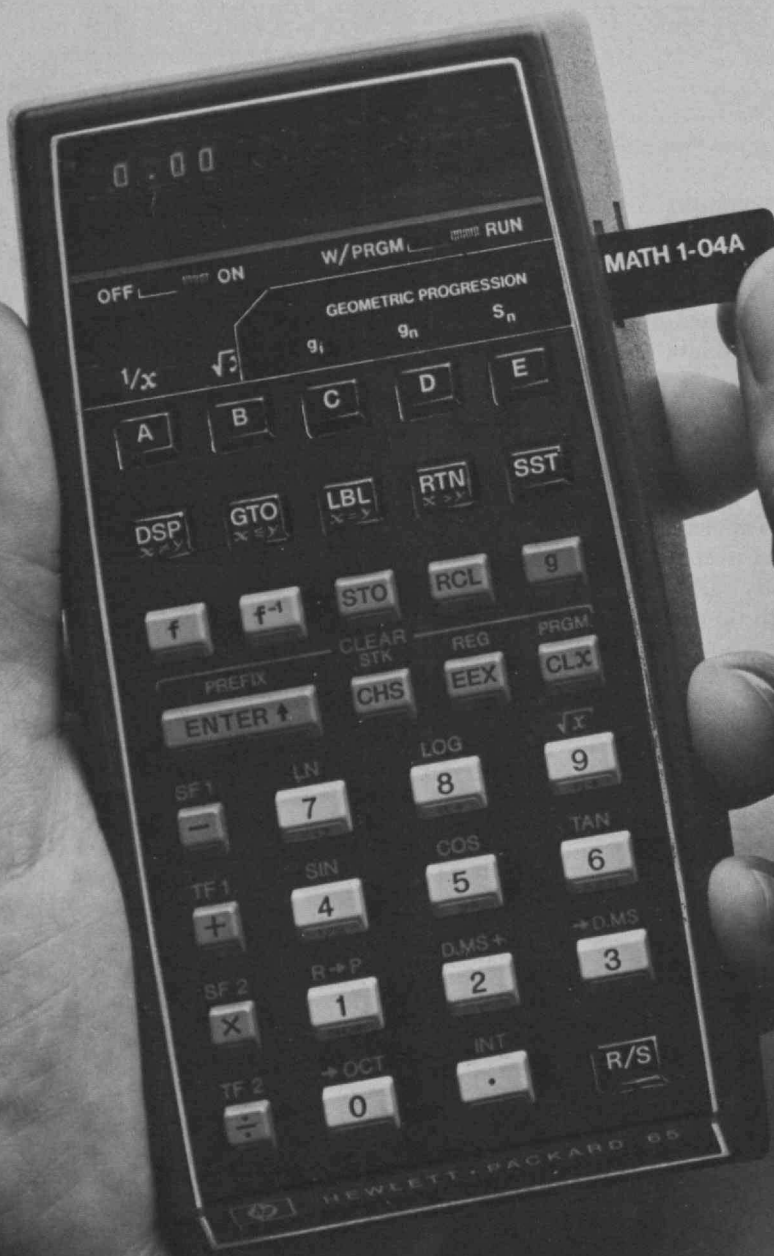 0.00
OFF ON W/PRGM RUN
MATH 1-04A
GEOMETRIC PROGRESSION
1/x √x gᵢ gₙ Sₙ
A B C D E
DSP GTO LBL RTN SST
x≠y x≤y x=y x>y
f f⁻¹ STO RCL g
CLEAR
PREFIX STK REG PRGM
ENTER↑ CHS EEX CLX
SF 1 LN LOG √x
− 7 8 9
TF 1 SIN COS TAN
+ 4 5 6
SF 2 R→P D.MS+ →D.MS
× 1 2 3
TF 2 →OCT INT
÷ 0 . R/S
hp HEWLETT·PACKARD 65